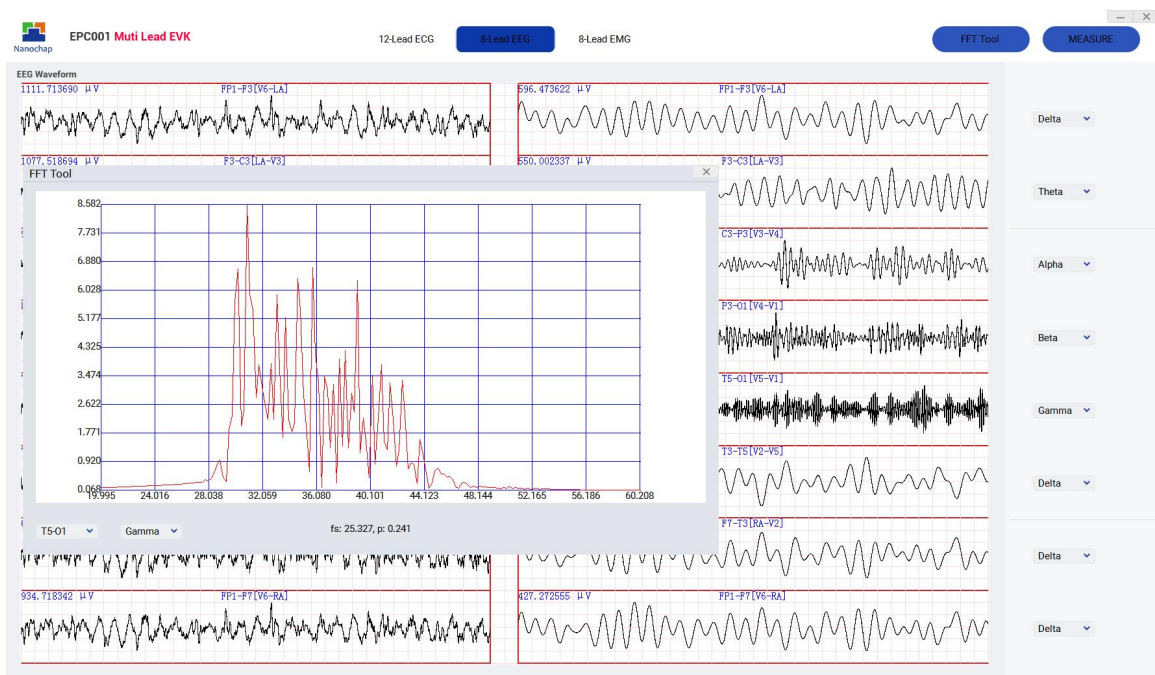 Nanochap
EPC001 Muti Lead EVK
12-Lead ECG
8-Lead EEG
8-Lead EMG
FFT Tool
MEASURE
EEG Waveform
1111.713690 μV
FP1-F3[V6-LA]
596.473622 μV
FP1-F3[V6-LA]
Delta
1077.518694 μV
F3-C3[LA-V3]
550.002337 μV
F3-C3[LA-V3]
Theta
FFT Tool
8.582
7.731
6.880
6.028
5.177
4.325
3.474
2.622
1.771
0.920
0.068
19.995
24.016
28.038
32.059
36.080
40.101
44.123
48.144
52.165
56.186
60.208
T5-O1
Gamma
fs: 25.327, p: 0.241
C3-P3[V3-V4]
Alpha
P3-O1[V4-V1]
Beta
T5-O1[V5-V1]
Gamma
T3-T5[V2-V5]
Delta
F7-T3[RA-V2]
Delta
934.718342 μV
FP1-F7[V6-RA]
427.272555 μV
FP1-F7[V6-RA]
Delta